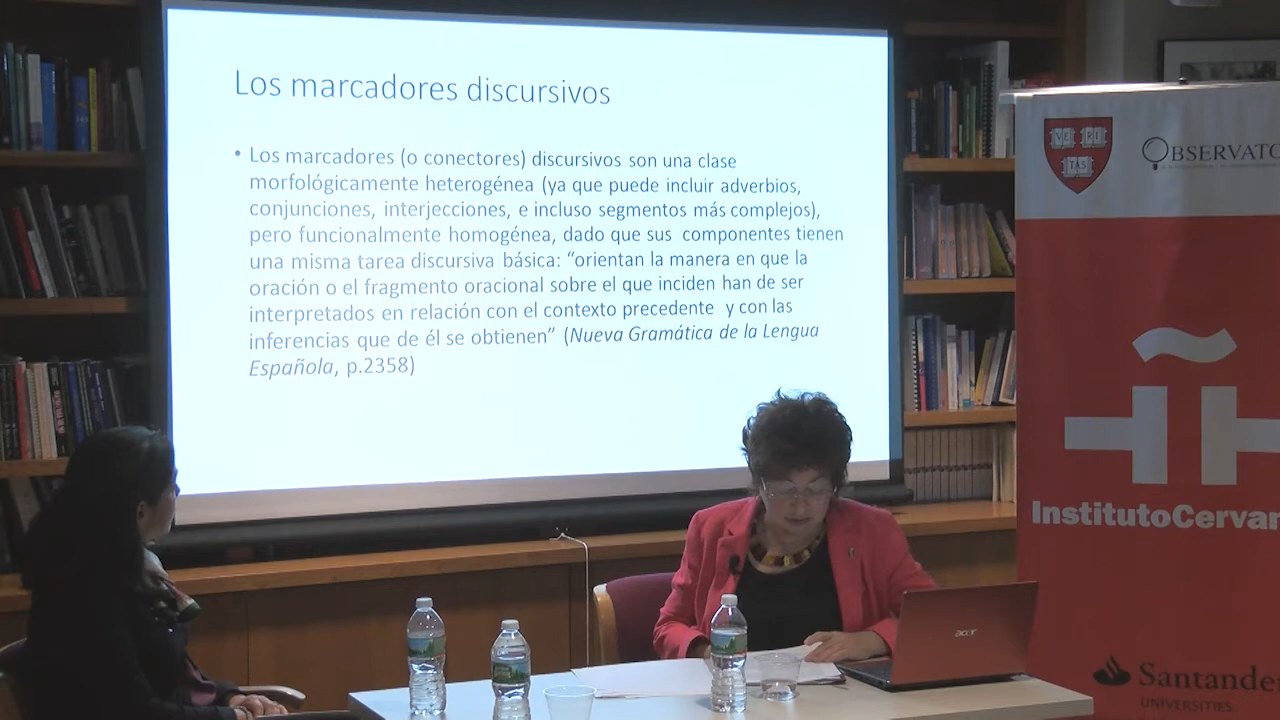 Los marcadores discursivos
• Los marcadores (o conectores) discursivos son una clase
morfológicamente heterogénea (ya que puede incluir adverbios,
conjunciones, interjecciones, e incluso segmentos más complejos),
pero funcionalmente homogénea, dado que sus componentes tienen
una misma tarea discursiva básica: “orientan la manera en que la
oración o el fragmento oracional sobre el que inciden han de ser
interpretados en relación con el contexto precedente y con las
inferencias que de él se obtienen” (Nueva Gramática de la Lengua
Española, p.2358)
VE RI
TAS
OBSERVATO
InstitutoCervan
Santande
UNIVERSITIES
acer